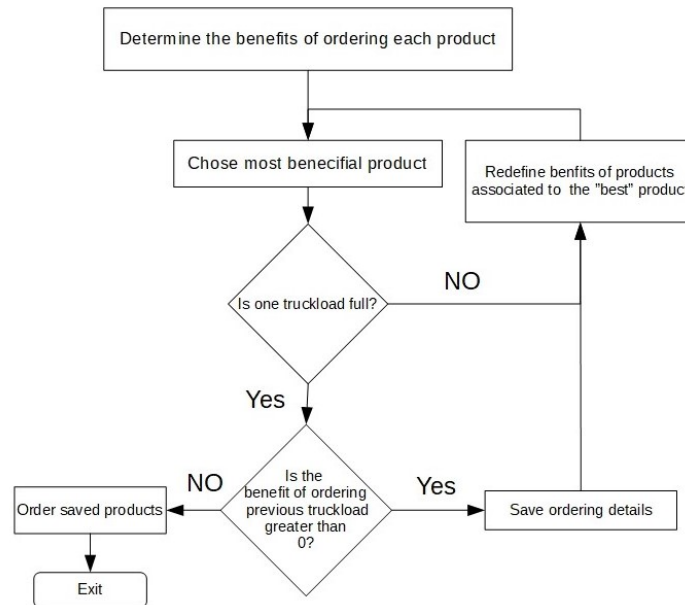 Determine the benefits of ordering each product
Chose most benecifial product
Redefine benfits of products
associated to the "best" product
Is one truckload full?
NO
Yes
Is the
benefit of ordering
previous truckload
greater than
0?
NO
Yes
Order saved products
Save ordering details
Exit